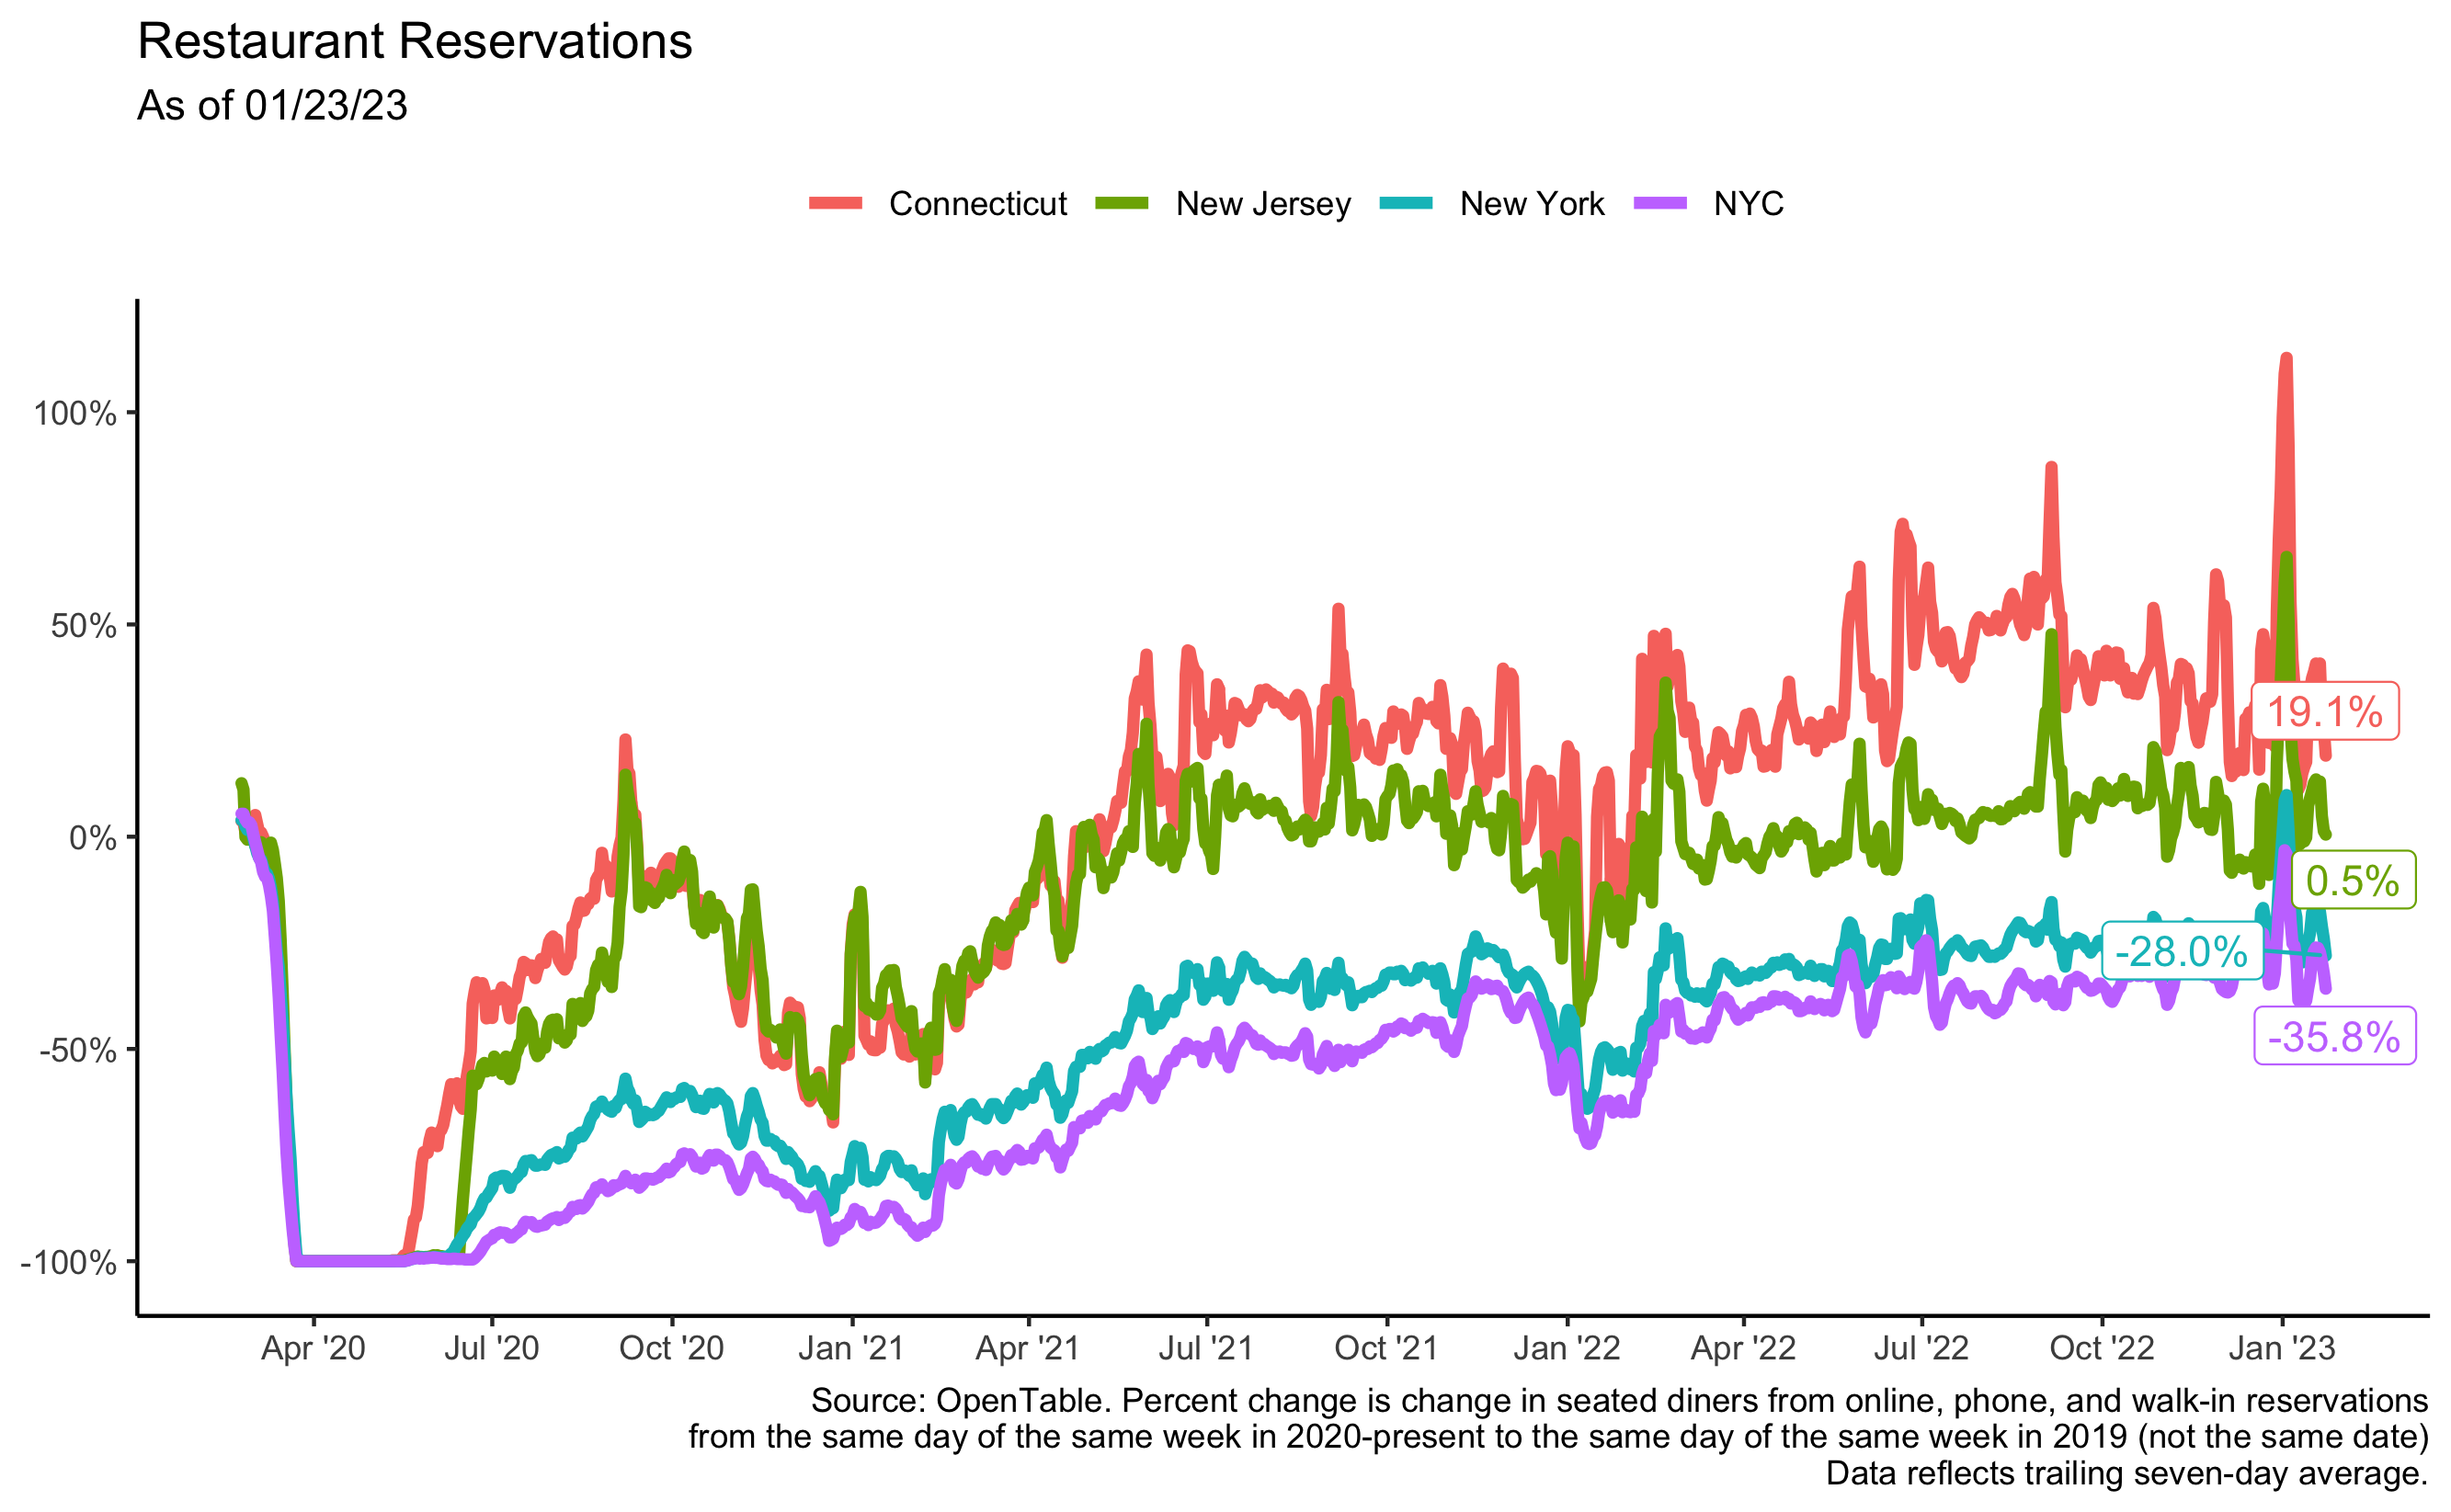 Restaurant Reservations
As of 01/23/23
Connecticut New Jersey New York NYC
100%
50%
0%
-50%
-100%
19.1%
0.5%
-28.0%
-35.8%
Apr '20 Jul '20 Oct '20 Jan '21 Apr '21 Jul '21 Oct '21 Jan '22 Apr '22 Jul '22 Oct '22 Jan '23
Source: OpenTable. Percent change is change in seated diners from online, phone, and walk-in reservations
from the same day of the same week in 2020-present to the same day of the same week in 2019 (not the same date)
Data reflects trailing seven-day average.